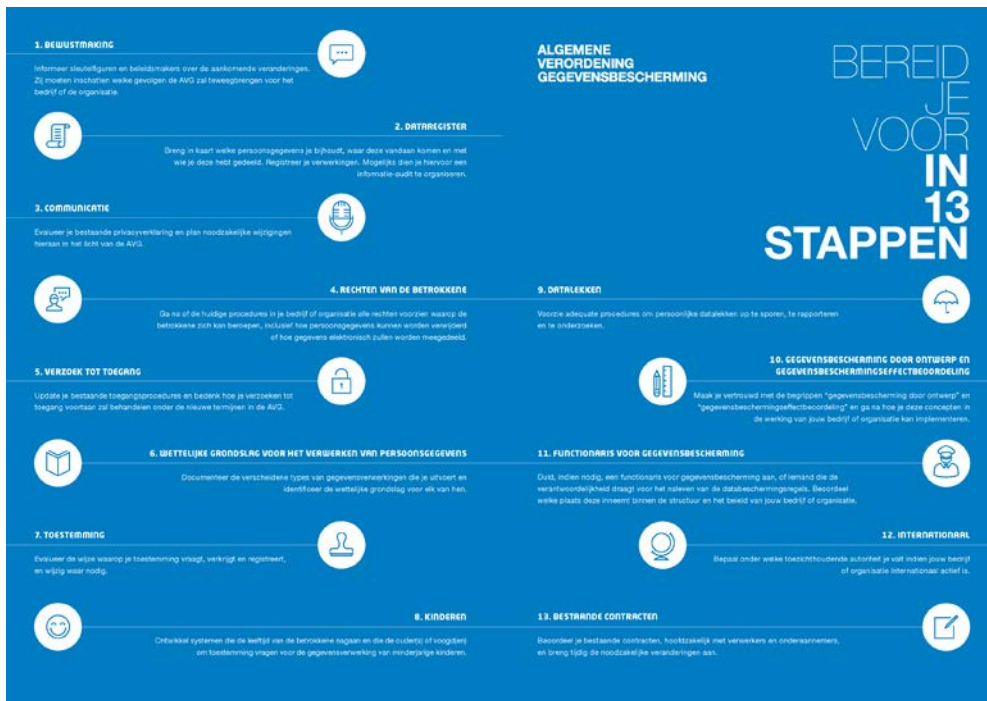 1. BEWUSTMAKING
Informeer sleutelfiguren en beleidsmakers over de aankomende veranderingen.
Zij moeten inschatten welke gevolgen de AVG zal teweegbrengen voor het
bedrijf of de organisatie.
2. DATAREGISTER
Breng in kaart welke persoonsgegevens je bijhoudt, waar deze vandaan komen en met
wie je deze hebt gedeeld. Registreer je verwerkingen. Mogelijks dien je hiervoor een
informatie-audit te organiseren.
3. COMMUNICATIE
Evalueer je bestaande privacyverklaring en plan noodzakelijke wijzigingen
hieraan in het licht van de AVG.
4. RECHTEN VAN DE BETROKKENE
Ga na of de huidige procedures in je bedrijf of organisatie alle rechten voorzien waarop de
betrokkene zich kan beroepen, inclusief hoe persoonsgegevens kunnen worden verwijderd
of hoe gegevens elektronisch zullen worden meegedeeld.
5. VERZOEK TOT TOEGANG
Update je bestaande toegangsprocedures en bedenk hoe je verzoeken tot
toegang voortaan zal behandelen onder de nieuwe termijnen in de AVG.
6. WETTELIJKE GRONDSLAG VOOR HET VERWERKEN VAN PERSOONSGEGEVENS
Documenteer de verscheidene types van gegevensverwerkingen die je uitvoert en
identificeer de wettelijke grondslag voor elk van hen.
7. TOESTEMMING
Evalueer de wijze waarop je toestemming vraagt, verkrijgt en registreert,
en wijzig waar nodig.
8. KINDEREN
Ontwikkel systemen die de leeftijd van de betrokkene nagaan en die de ouder(s) of voogd(en)
om toestemming vragen voor de gegevensverwerking van minderjarige kinderen.
ALGEMENE
VERORDENING
GEGEVENSBESCHERMING
BEREID
JE
VOOR
IN
13
STAPPEN
9. DATALEKKEN
Voorzie adequate procedures om persoonlijke datalekken op te sporen, te rapporteren
en te onderzoeken.
10. GEGEVENSBESCHERMING DOOR ONTWERP EN
GEGEVENSBESCHERMINGSEFFECTBEOORDELING
Maak je vertrouwd met de begrippen "gegevensbescherming door ontwerp" en
"gegevensbeschermingseffectbeoordeling" en ga na hoe je deze concepten in
de werking van jouw bedrijf of organisatie kan implementeren.
11. FUNCTIONARIS VOOR GEGEVENSBESCHERMING
Duid, indien nodig, een functionaris voor gegevensbescherming aan, of iemand die de
verantwoordelijkheid draagt voor het naleven van de databeschermingsregels. Beoordeel
welke plaats deze inneemt binnen de structuur en het beleid van jouw bedrijf of organisatie.
12. INTERNATIONAAL
Bepaal onder welke toezichthoudende autoriteit je valt indien jouw bedrijf
of organisatie internationaal actief is.
13. BESTAANDE CONTRACTEN
Beoordeel je bestaande contracten, hoofdzakelijk met verwerkers en onderaannemers,
en breng tijdig de noodzakelijke veranderingen aan.